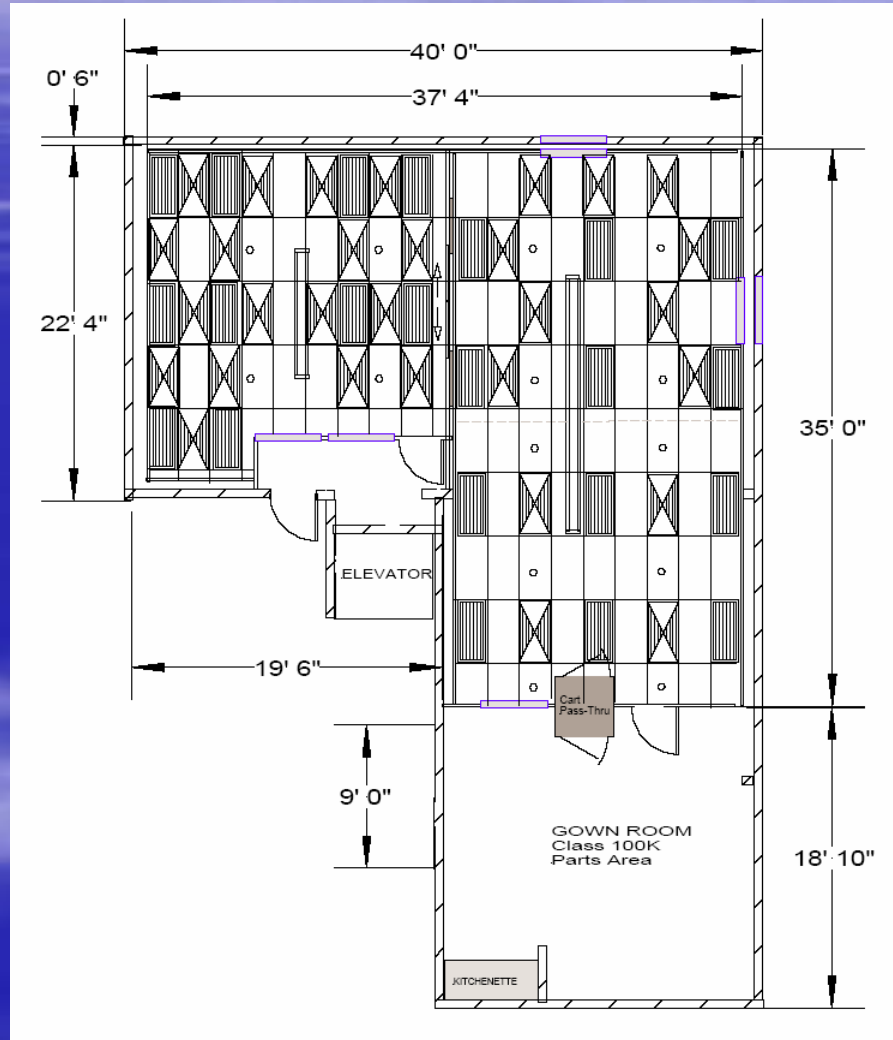 40' 0"
0' 6"
37' 4"
22' 4"
35' 0"
ELEVATOR
19' 6"
Cart
Pass-Thru
9' 0"
GOWN ROOM
Class 100K
Parts Area
18' 10"
KITCHENETTE